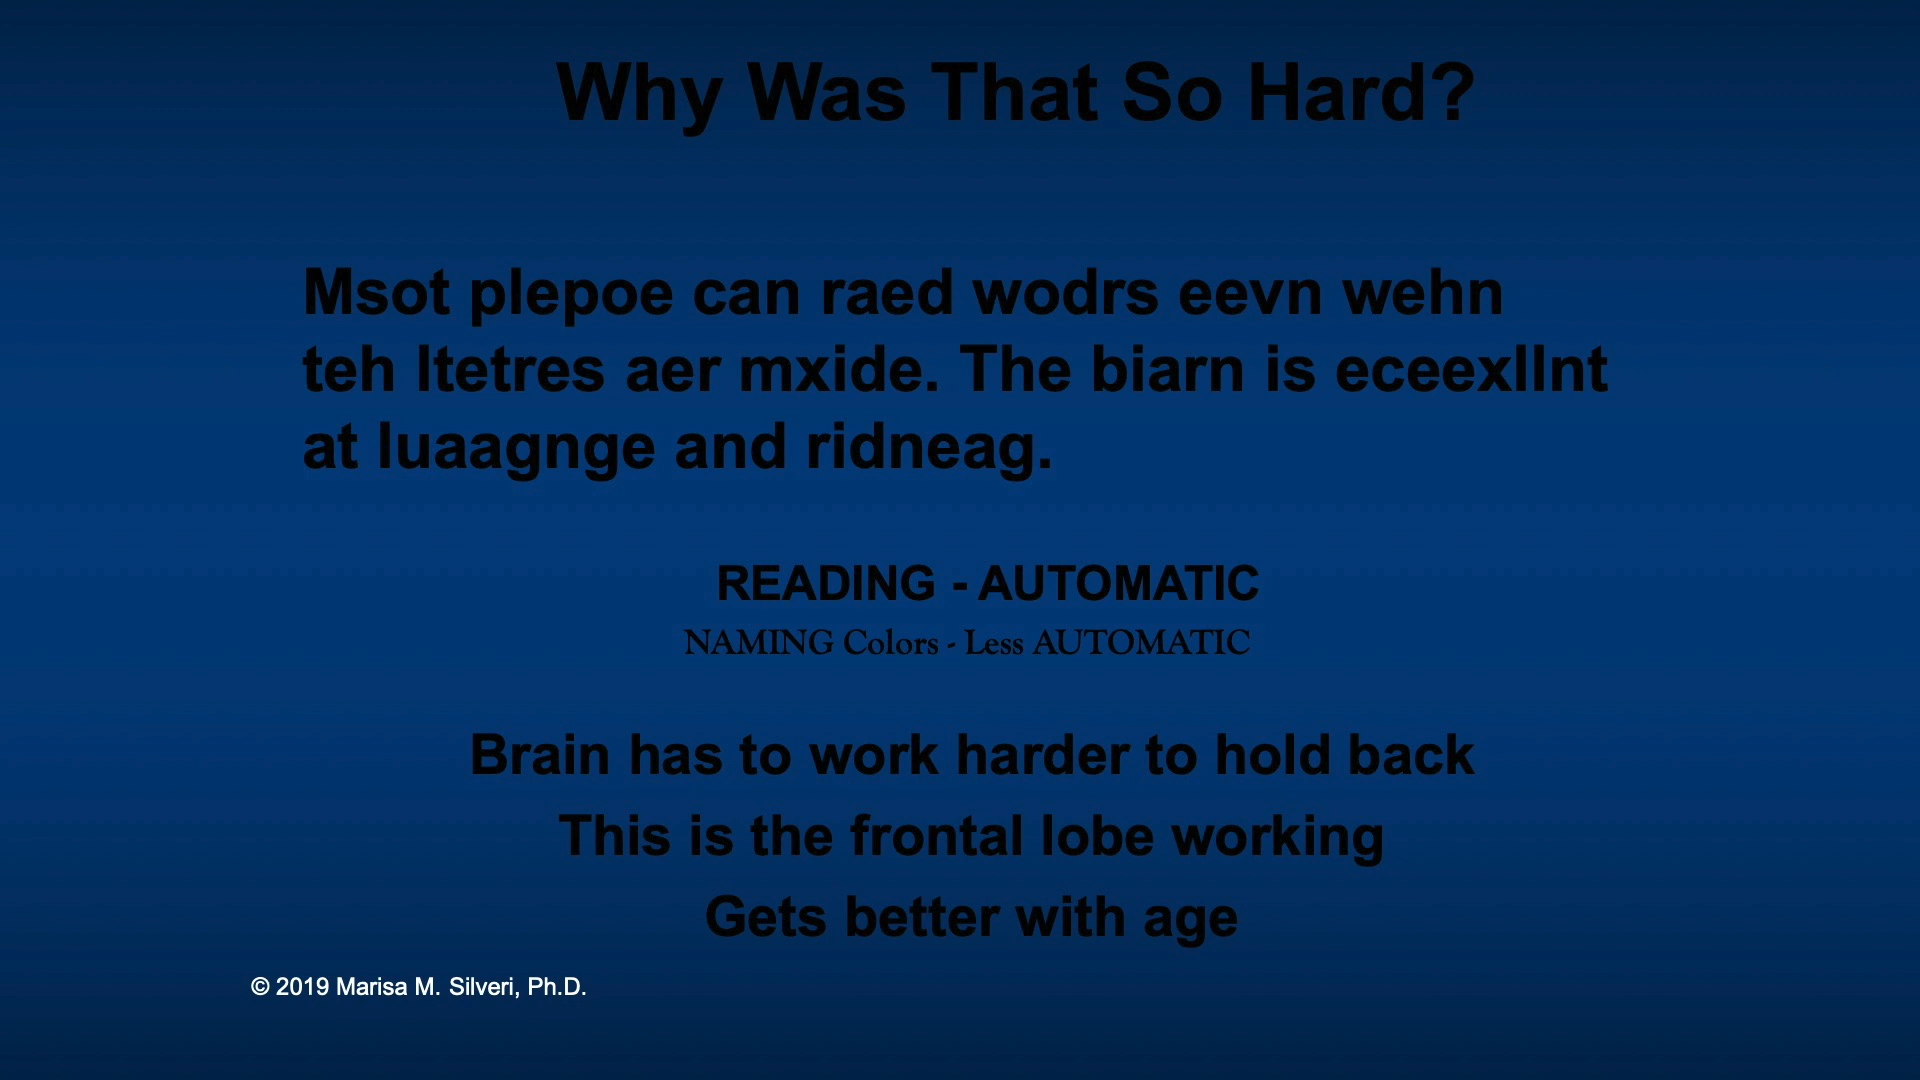 Why Was That So Hard?
Msot plepoe can raed wodrs eevn wehn
teh ltetres aer mxide. The biarn is eceexllnt
at luaagnge and ridneag.
READING - AUTOMATIC
NAMING Colors - Less AUTOMATIC
Brain has to work harder to hold back
This is the frontal lobe working
Gets better with age
© 2019 Marisa M. Silveri, Ph.D.